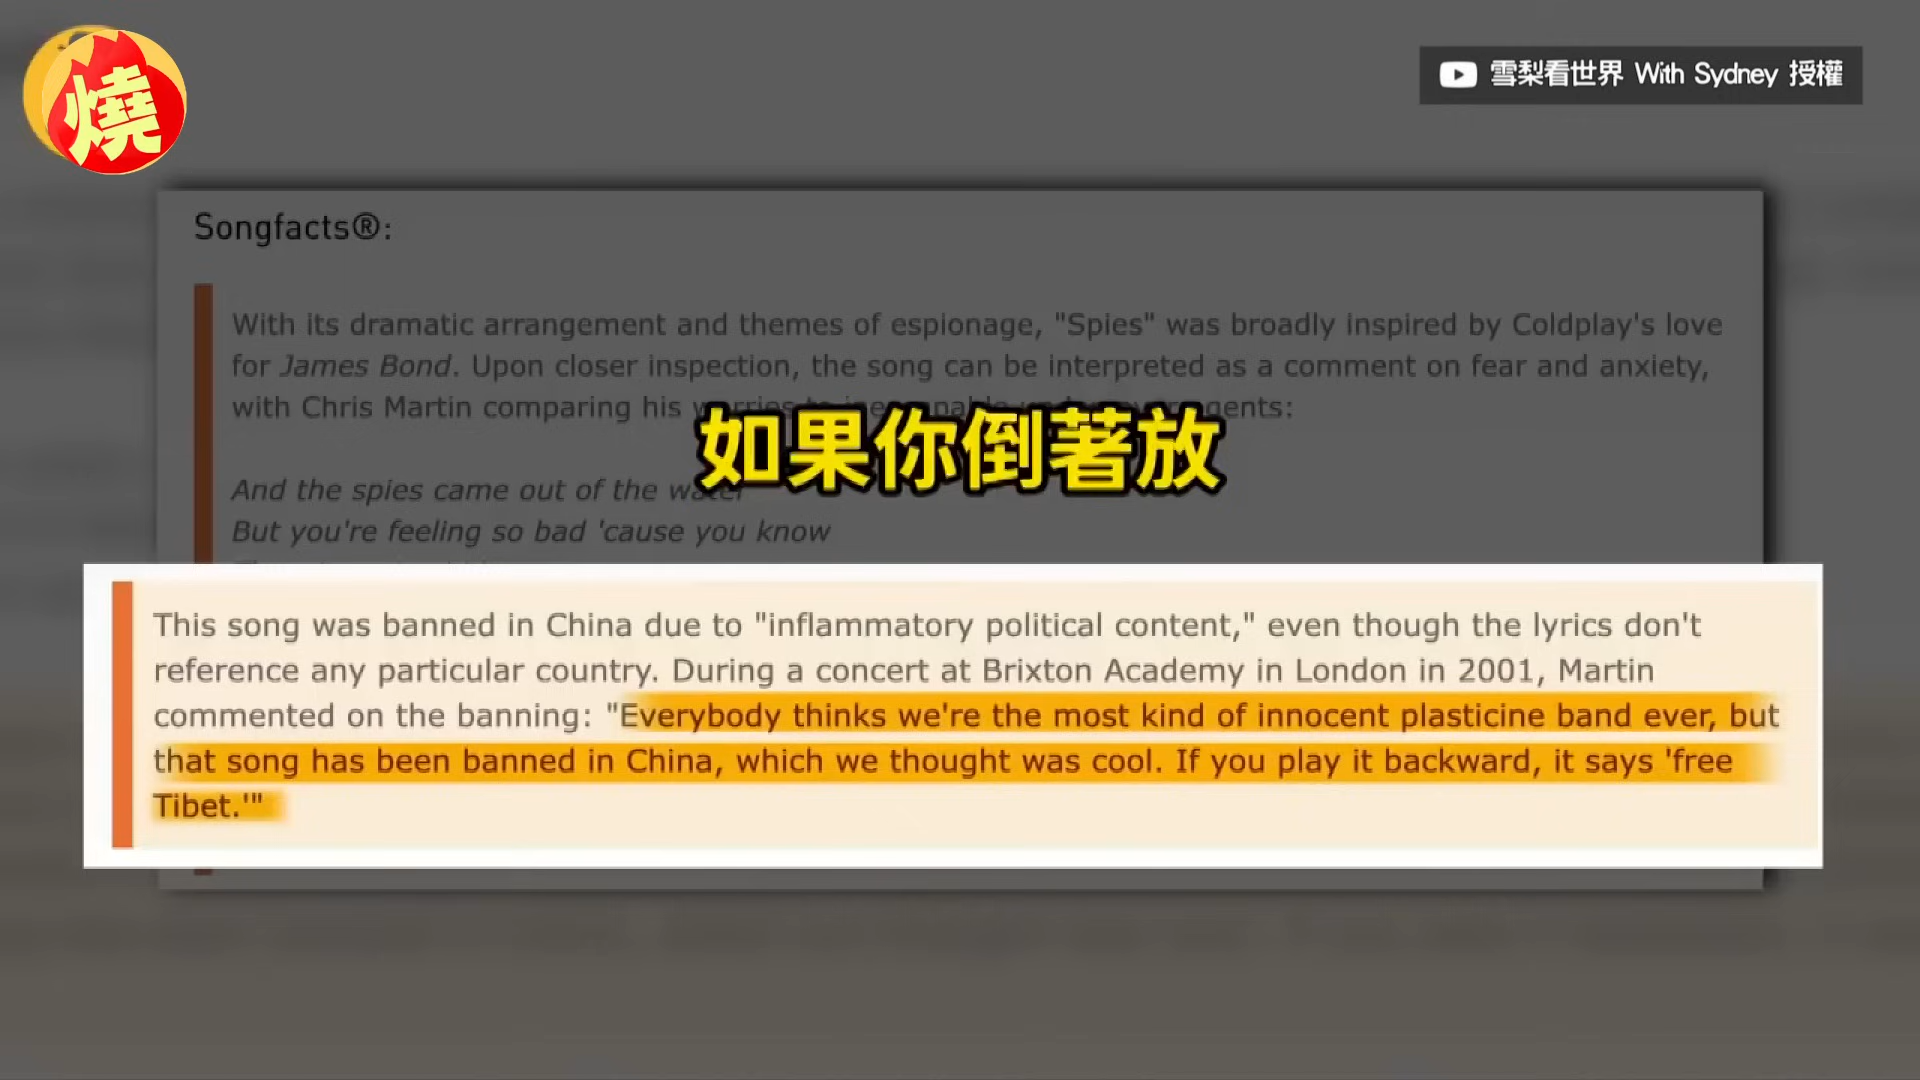 燒
雪梨看世界 With Sydney 授權
Songfacts®:
With its dramatic arrangement and themes of espionage, "Spies" was broadly inspired by Coldplay's love
for James Bond. Upon closer inspection, the song can be interpreted as a comment on fear and anxiety,
with Chris Martin comparing his worries to inescapable undercover agents:
如果你倒著放
And the spies came out of the water
But you're feeling so bad 'cause you know
This song was banned in China due to "inflammatory political content," even though the lyrics don't
reference any particular country. During a concert at Brixton Academy in London in 2001, Martin
commented on the banning: "Everybody thinks we're the most kind of innocent plasticine band ever, but
that song has been banned in China, which we thought was cool. If you play it backward, it says 'free
Tibet.'"